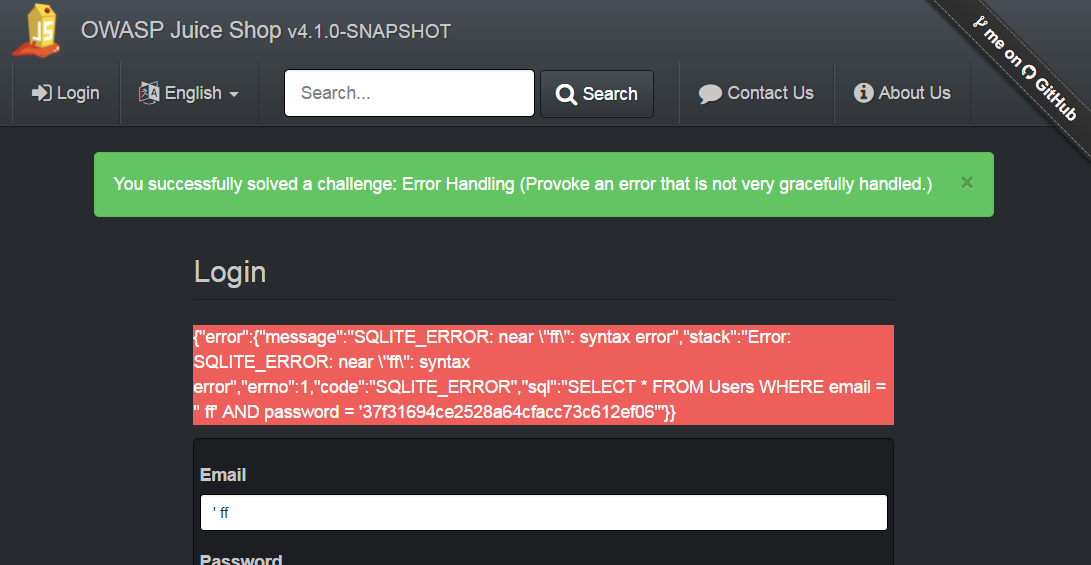 JS
OWASP Juice Shop v4.1.0-SNAPSHOT
Login
English
Search...
Search
Contact Us
About Us
me on GitHub
You successfully solved a challenge: Error Handling (Provoke an error that is not very gracefully handled.) ×
Login
{"error":{"message":"SQLITE_ERROR: near \"ff\": syntax error","stack":"Error:
SQLITE_ERROR: near \"ff\": syntax
error","errno":1,"code":"SQLITE_ERROR","sql":"SELECT * FROM Users WHERE email =
'' ff' AND password = '37f31694ce2528a64cfacc73c612ef06'"}}
Email
' ff
Password